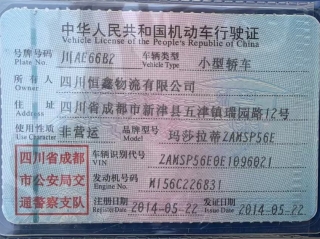 中华人民共和国机动车行驶证
Vehicle License of the People's Republic of China
号牌号码 川AE66B2 车辆类型 小型轿车
Plate No. Vehicle Type
所有人 四川恒鑫物流有限公司
Owner
住址 四川省成都市新津县五津镇瑞园路12号
Address
使用性质 非营运 品牌型号 玛莎拉蒂ZAMSP56E
Use Character Model
四川省成都
市公安局交
通警察支队
车辆识别代号 ZAMSP56E0E1096021
VIN
发动机号码 M156C226831
Engine No.
注册日期 2014-05-22 发证日期 2014-05-22
Register Date Issue Date